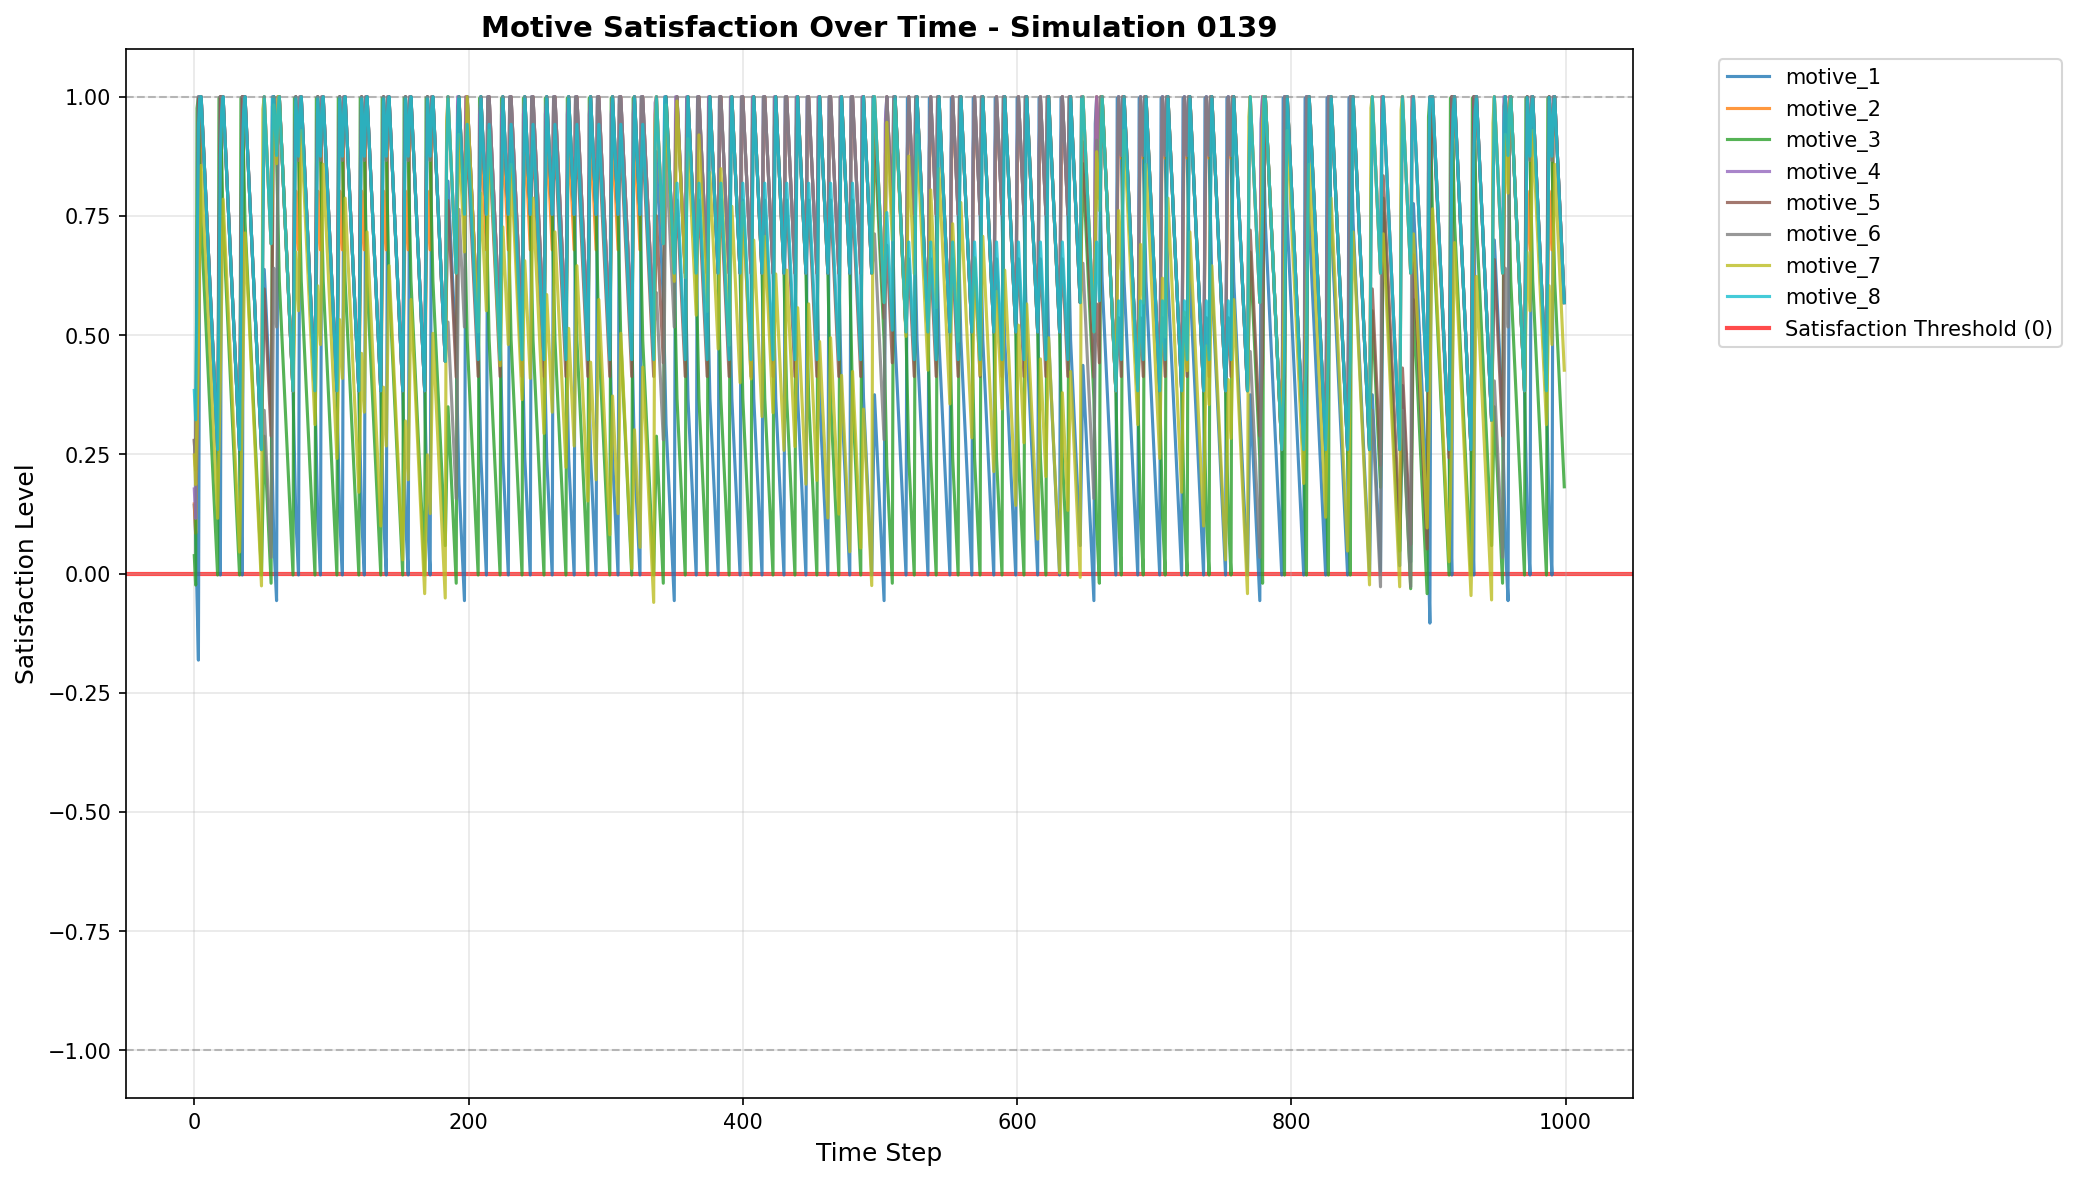 Motive Satisfaction Over Time - Simulation 0139
1.00
0.75
0.50
0.25
0.00
−0.25
−0.50
−0.75
−1.00
Satisfaction Level
0
200
400
600
800
1000
Time Step
motive_1
motive_2
motive_3
motive_4
motive_5
motive_6
motive_7
motive_8
Satisfaction Threshold (0)